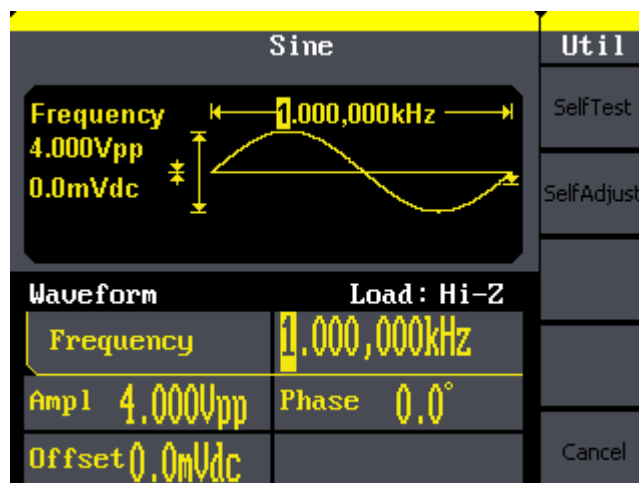 Sine
Util
Frequency
1.000,000kHz
4.000Vpp
0.0mVdc
SelfTest
SelfAdjust
Waveform
Load: Hi-Z
Frequency
1.000,000kHz
Ampl 4.000Vpp
Phase 0.0°
Offset 0.0mVdc
Cancel